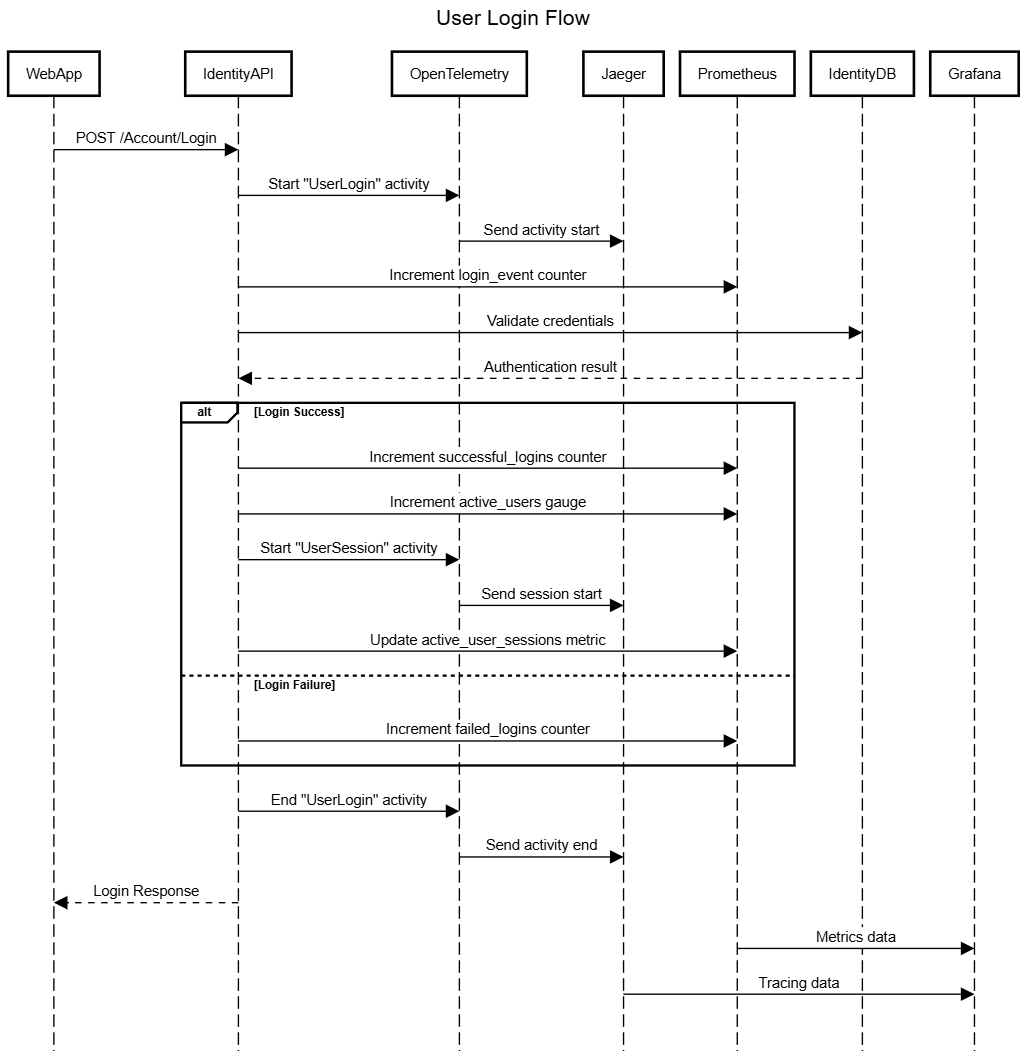 User Login Flow
WebApp
IdentityAPI
OpenTelemetry
Jaeger
Prometheus
IdentityDB
Grafana
POST /Account/Login
Start "UserLogin" activity
Send activity start
Increment login_event counter
Validate credentials
Authentication result
alt
[Login Success]
Increment successful_logins counter
Increment active_users gauge
Start "UserSession" activity
Send session start
Update active_user_sessions metric
[Login Failure]
Increment failed_logins counter
End "UserLogin" activity
Send activity end
Login Response
Metrics data
Tracing data